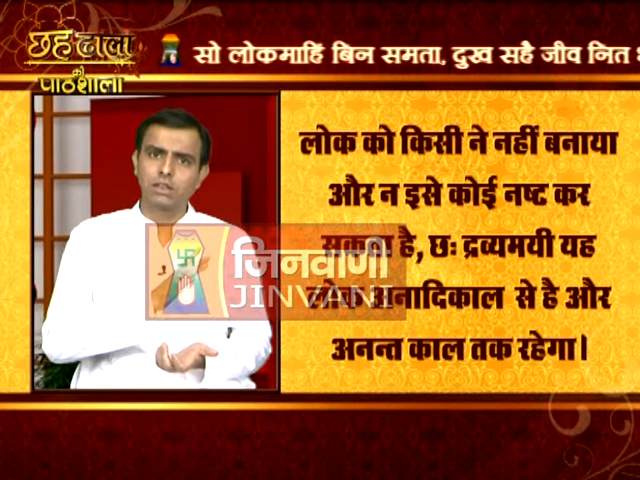 छह ढाला
की
पाठशाला
सो लोकमाहिं बिन समता, दुख सहै जीव नित
लोक को किसी ने नहीं बनाया
और न इसे कोई नष्ट कर
सकता है, छः द्रव्यमयी यह
लोक अनादिकाल से है और
अनन्त काल तक रहेगा।
जिनवाणी
JINVANI